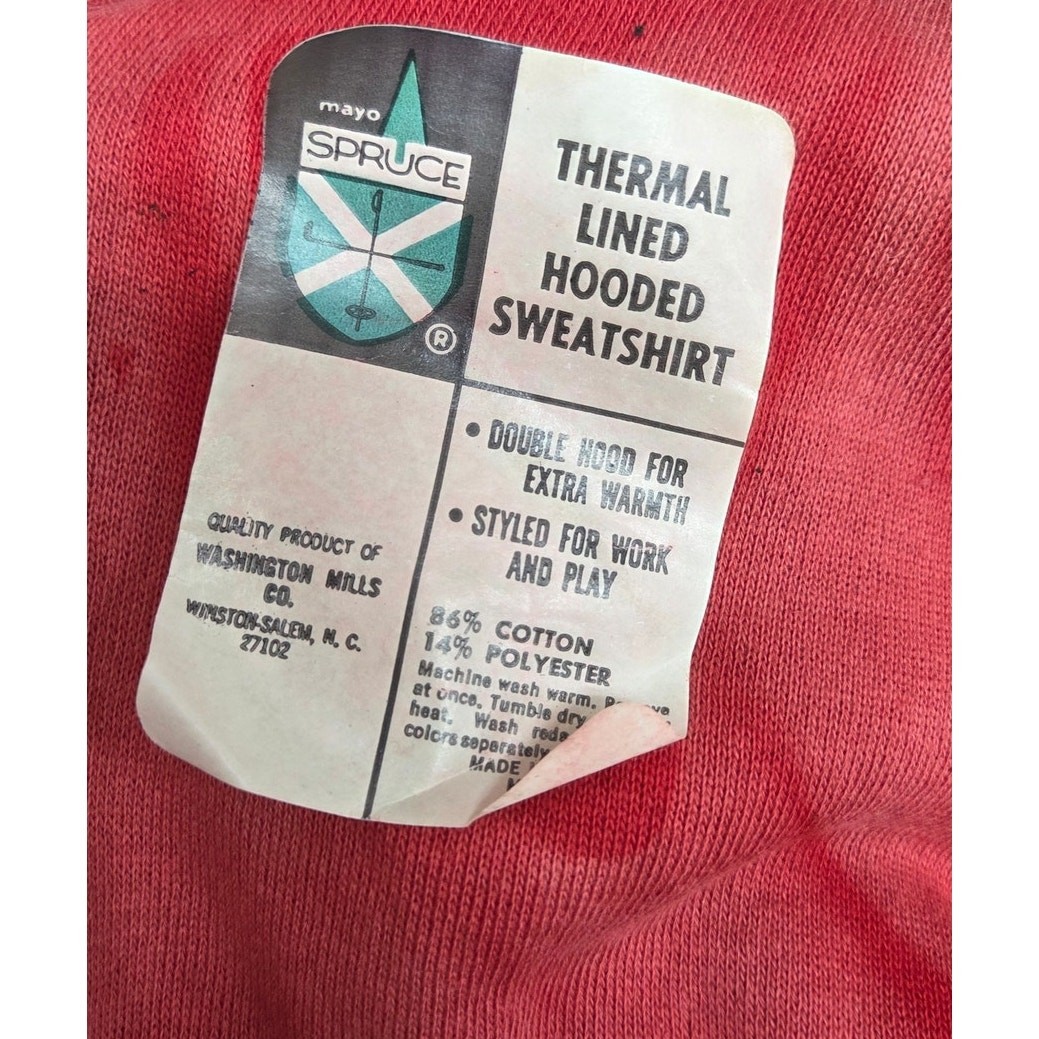 mayo
SPRUCE
®
THERMAL
LINED
HOODED
SWEATSHIRT
• DOUBLE HOOD FOR
EXTRA WARMTH
• STYLED FOR WORK
AND PLAY
86% COTTON
14% POLYESTER
Machine wash warm.
at once. Tumble dry
heat. Wash reds
colors seperately
MADE
QUALITY PRODUCT OF
WASHINGTON MILLS
CO.
WINSTON-SALEM, N. C.
27102